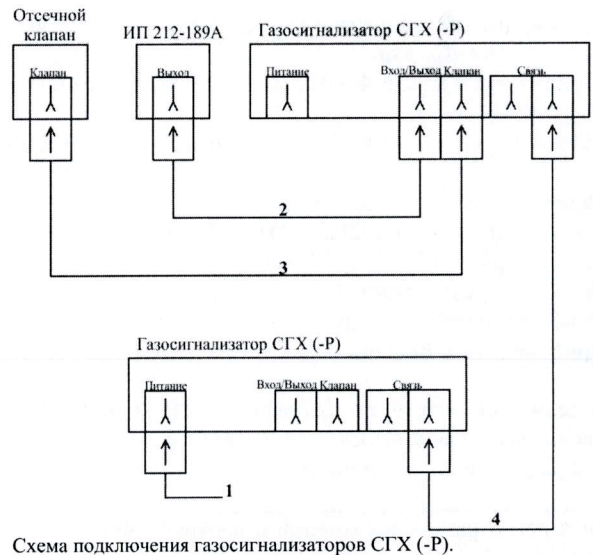 Отсечной
клапан
ИП 212-189А
Газосигнализатор СГХ (-Р)
Клапан
Выход
Питание
Вход/Выход
Клапан
Связь
2
3
Газосигнализатор СГХ (-Р)
Питание
Вход/Выход
Клапан
Связь
1
4
Схема подключения газосигнализаторов СГХ (-Р).